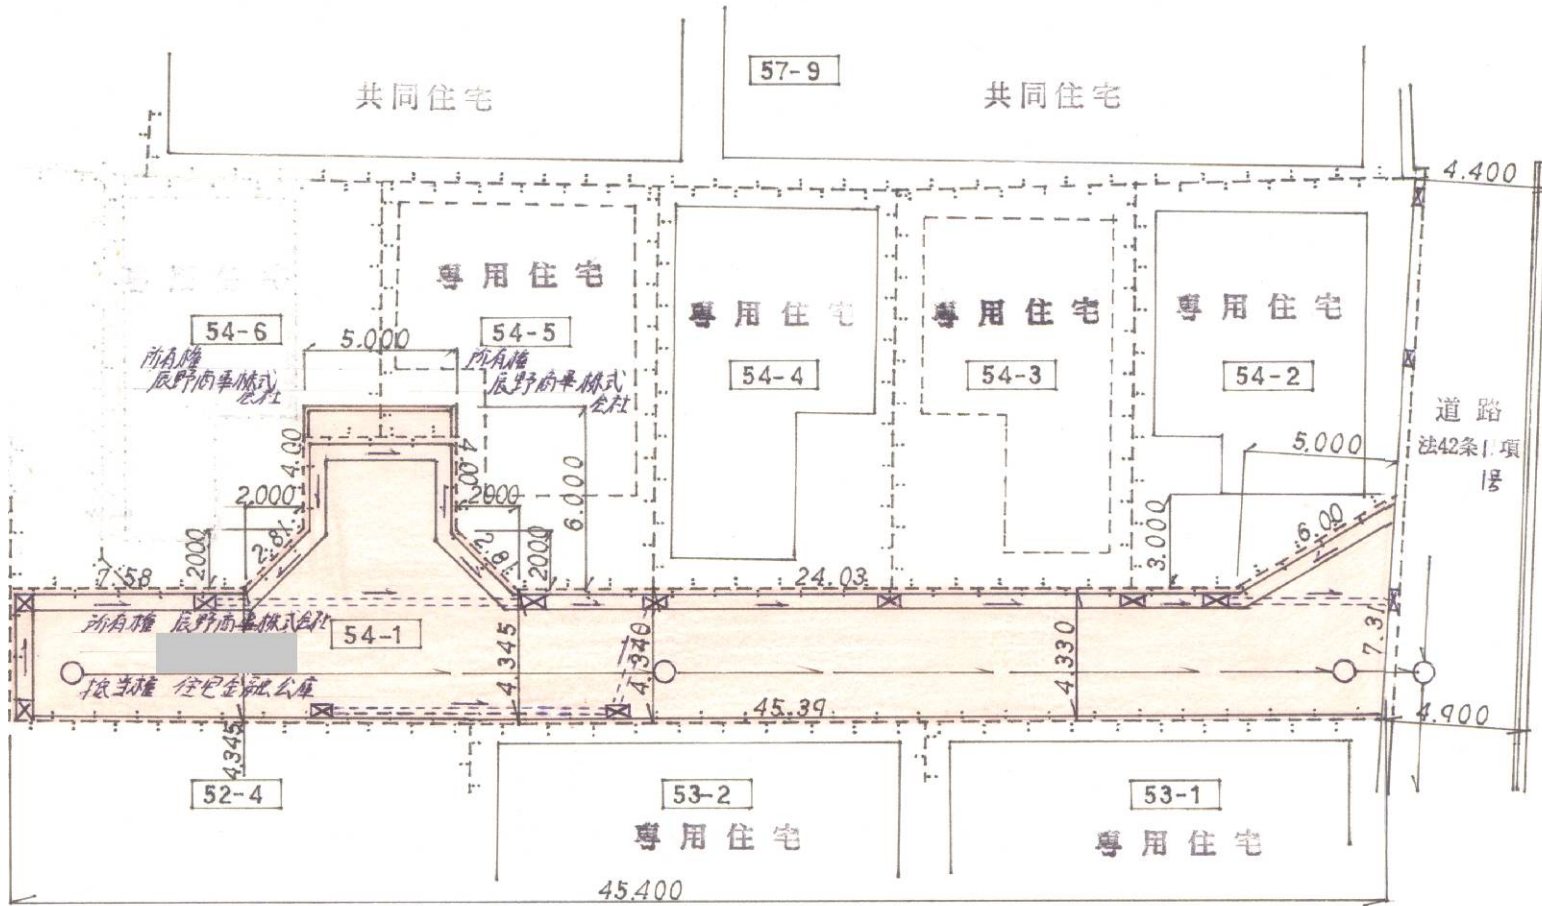 57-9
共同住宅
共同住宅
4.400
専用住宅
専用住宅
専用住宅
専用住宅
専用住宅
54-6
5.000
54-5
54-4
54-3
54-2
所有権
辰野商事株式
会社
所有権
辰野商事株式
会社
道路
法42条1項
1号
4.00
4.00
5.000
2.000
2000
6.000
3.000
6.00
2.81
2.81
2000
2000
7.58
24.03
所有権 辰野商事株式会社
54-1
4.345
4.340
4.330
7.31
抵当権 住宅金融公庫
45.39
4.900
4.345
52-4
53-2
53-1
専用住宅
専用住宅
45.400